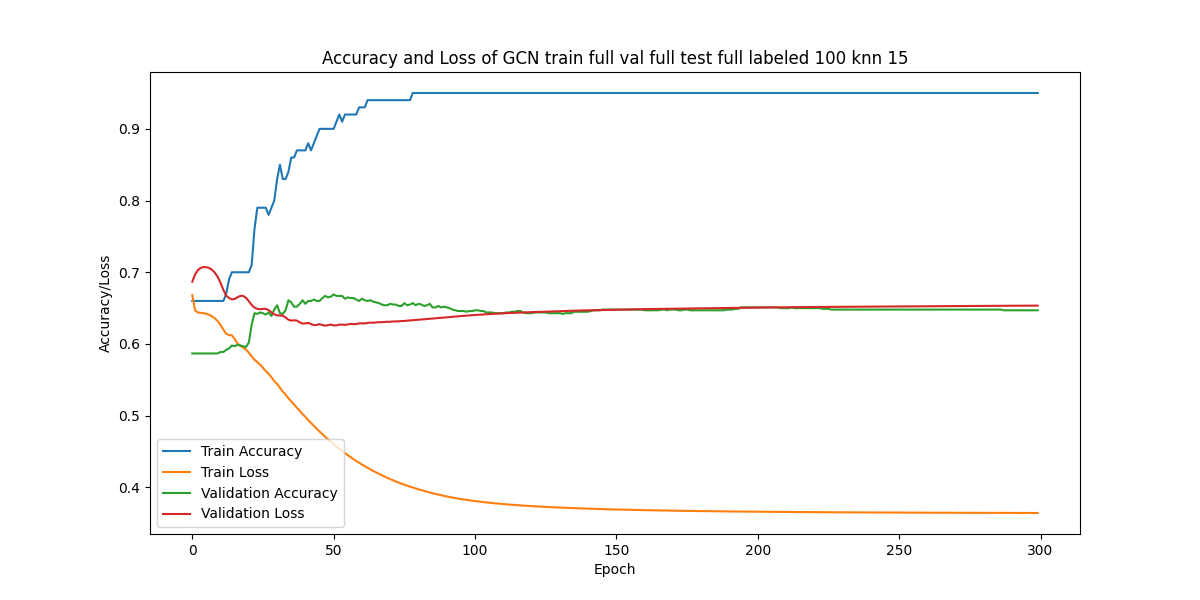 Accuracy and Loss of GCN train full val full test full labeled 100 knn 15
Accuracy/Loss
0.9
0.8
0.7
0.6
0.5
0.4
Train Accuracy
Train Loss
Validation Accuracy
Validation Loss
0 50 100 150 200 250 300
Epoch